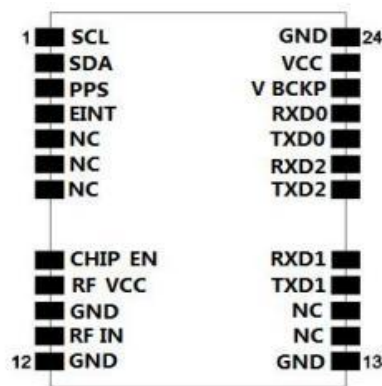 1 SCL GND 24
SDA VCC
PPS V BCKP
EINT RXD0
NC TXD0
NC RXD2
NC TXD2
CHIP EN RXD1
RF VCC TXD1
GND NC
RF IN NC
12 GND GND 13